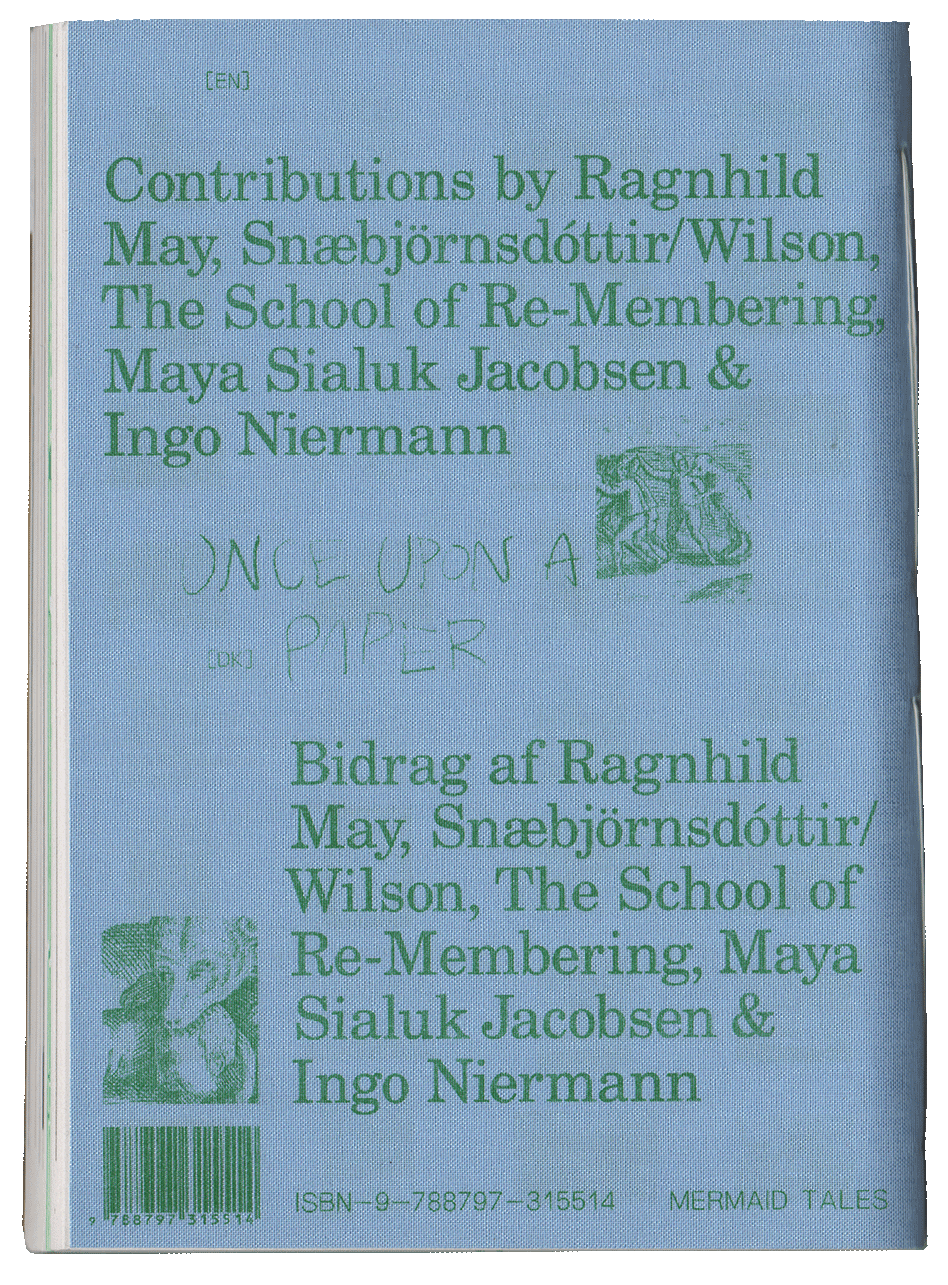 [EN]
Contributions by Ragnhild
May, Snæbjörnsdóttir/Wilson,
The School of Re-Membering,
Maya Sialuk Jacobsen &
Ingo Niermann
ONCE UPON A
PAPER
[DK]
Bidrag af Ragnhild
May, Snæbjörnsdóttir/
Wilson, The School of
Re-Membering, Maya
Sialuk Jacobsen &
Ingo Niermann
9 788797 315514
ISBN-9-788797-315514
MERMAID TALES